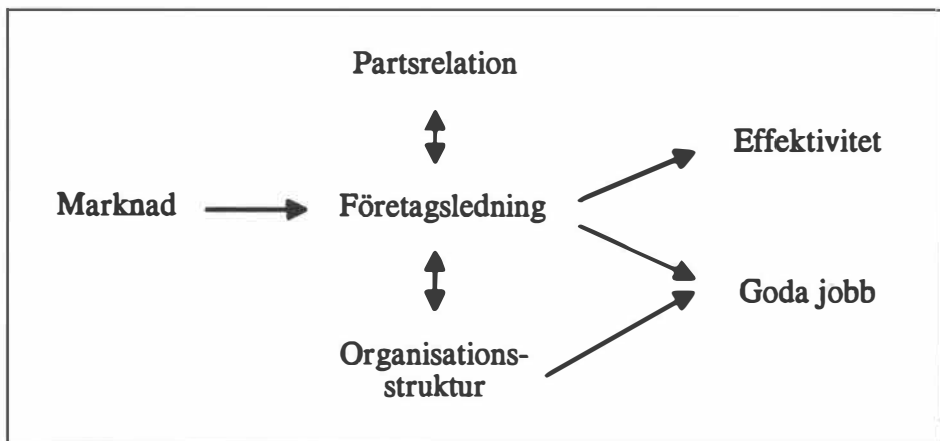 Partsrelation
Effektivitet
Marknad
Företagsledning
Goda jobb
Organisations-
struktur